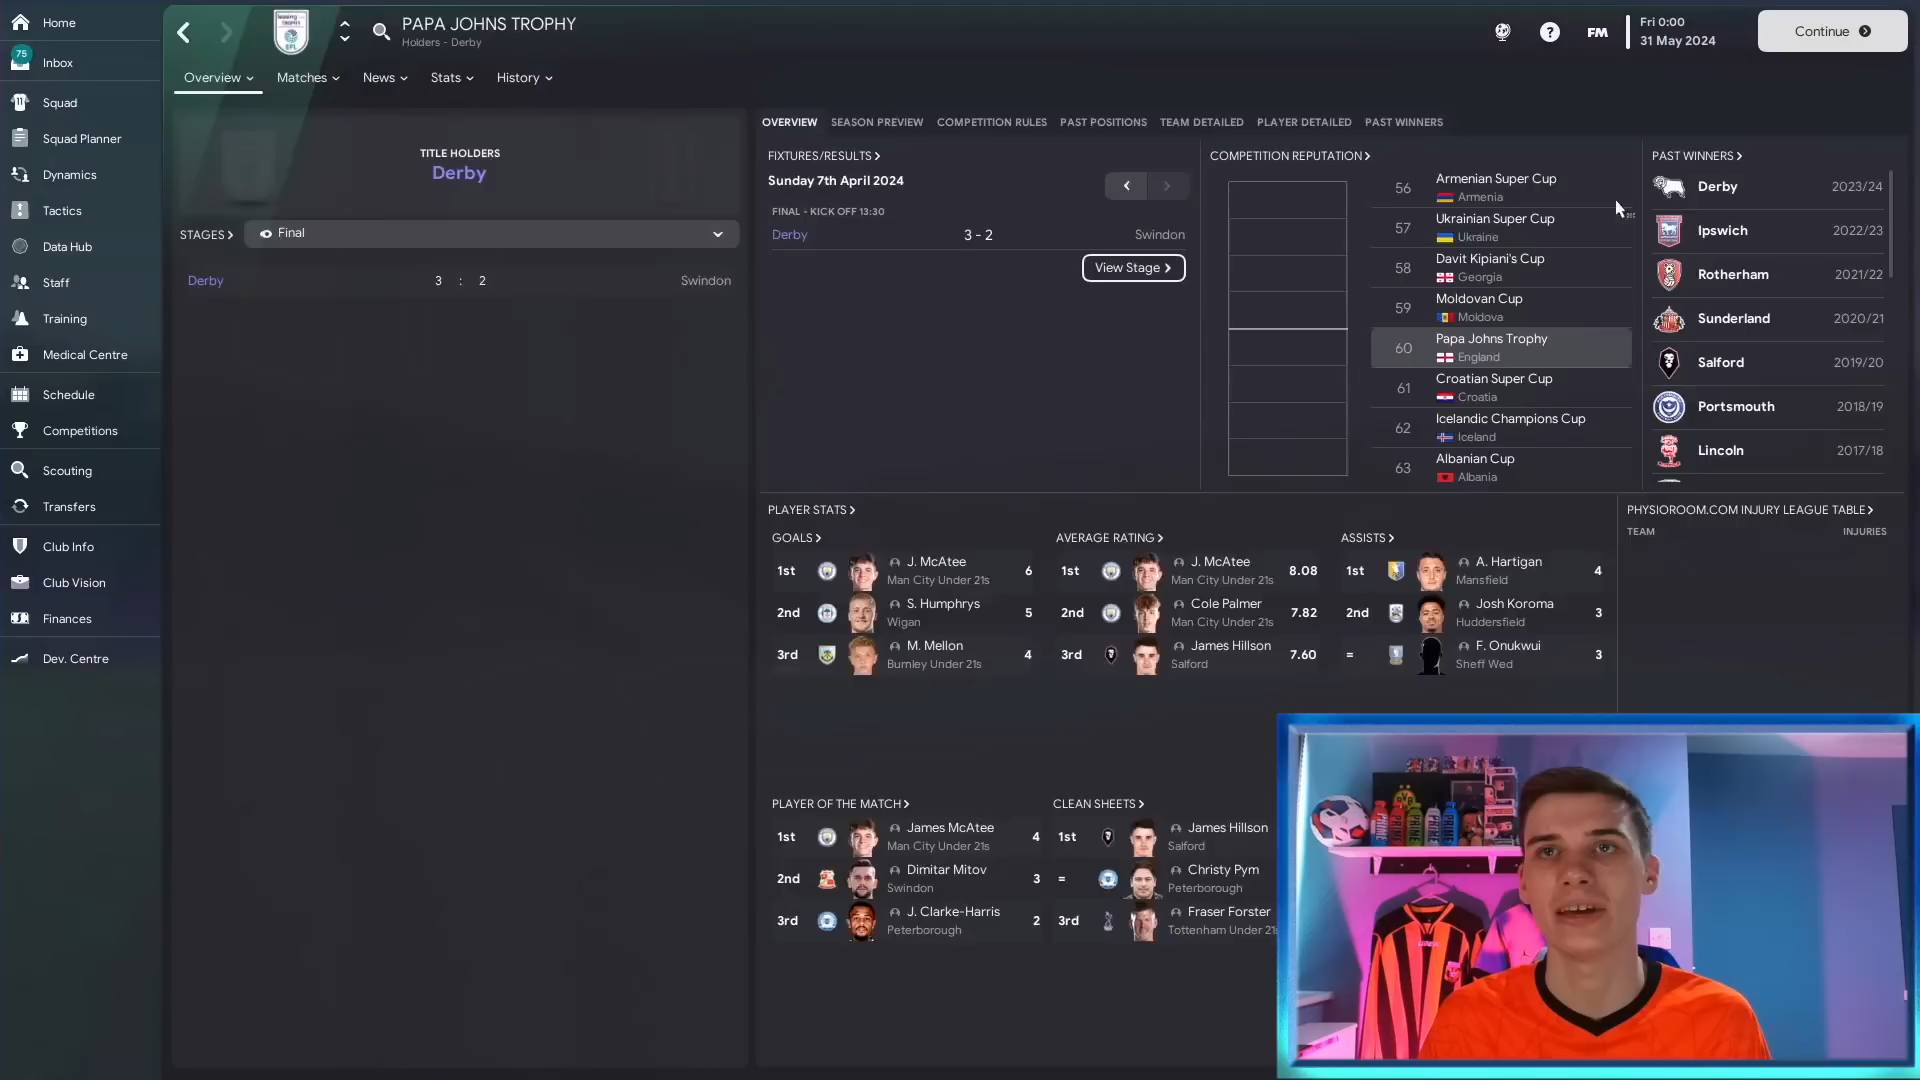 Home
75
Inbox
Squad
Squad Planner
Dynamics
Tactics
Data Hub
Staff
Training
Medical Centre
Schedule
Competitions
Scouting
Transfers
Club Info
Club Vision
Finances
Dev. Centre
PAPA JOHNS TROPHY
Holders - Derby
FM
Fri 0:00
31 May 2024
Continue
Overview Matches News Stats History
TITLE HOLDERS
Derby
STAGES Final
Derby 3 : 2 Swindon
OVERVIEW SEASON PREVIEW COMPETITION RULES PAST POSITIONS TEAM DETAILED PLAYER DETAILED PAST WINNERS
FIXTURES/RESULTS
Sunday 7th April 2024
FINAL - KICK OFF 13:30
Derby 3 - 2 Swindon
View Stage
COMPETITION REPUTATION
56 Armenian Super Cup
Armenia
57 Ukrainian Super Cup
Ukraine
58 Davit Kipiani's Cup
Georgia
59 Moldovan Cup
Moldova
60 Papa Johns Trophy
England
61 Croatian Super Cup
Croatia
62 Icelandic Champions Cup
Iceland
63 Albanian Cup
Albania
PAST WINNERS
Derby 2023/24
Ipswich 2022/23
Rotherham 2021/22
Sunderland 2020/21
Salford 2019/20
Portsmouth 2018/19
Lincoln 2017/18
PLAYER STATS
GOALS
1st J. McAtee 6
Man City Under 21s
2nd S. Humphrys 5
Wigan
3rd M. Mellon 4
Burnley Under 21s
AVERAGE RATING
1st J. McAtee 8.08
Man City Under 21s
2nd Cole Palmer 7.82
Man City Under 21s
3rd James Hillson 7.60
Salford
ASSISTS
1st A. Hartigan 4
Mansfield
2nd Josh Koroma 3
Huddersfield
= F. Onukwui 3
Sheff Wed
PHYSIOROOM.COM INJURY LEAGUE TABLE
TEAM INJURIES
PLAYER OF THE MATCH
1st James McAtee 4
Man City Under 21s
2nd Dimitar Mitov 3
Swindon
3rd J. Clarke-Harris 2
Peterborough
CLEAN SHEETS
1st James Hillson
Salford
= Christy Pym
Peterborough
3rd Fraser Forster
Tottenham Under 21s
PRIME
PRIME
PRIME
PRIME